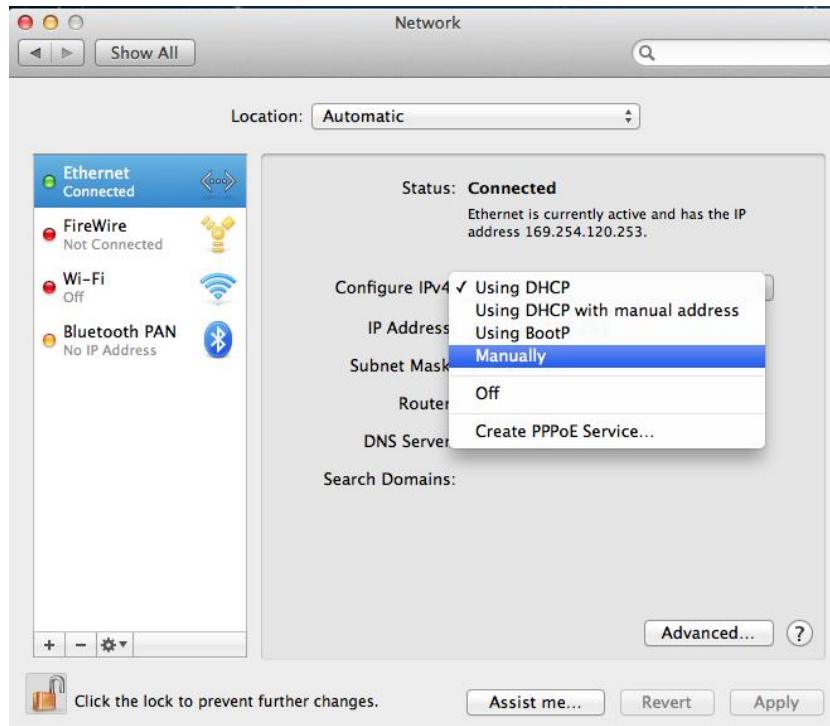 Network
Show All
Location: Automatic
Ethernet
Connected
FireWire
Not Connected
Wi-Fi
Off
Bluetooth PAN
No IP Address
Status: Connected
Ethernet is currently active and has the IP
address 169.254.120.253.
Configure IPv4 ✓ Using DHCP
Using DHCP with manual address
IP Address
Using BootP
Manually
Subnet Mask
Off
Router
Create PPPoE Service...
DNS Server
Search Domains:
Advanced... ?
+ −
Click the lock to prevent further changes.
Assist me... Revert Apply